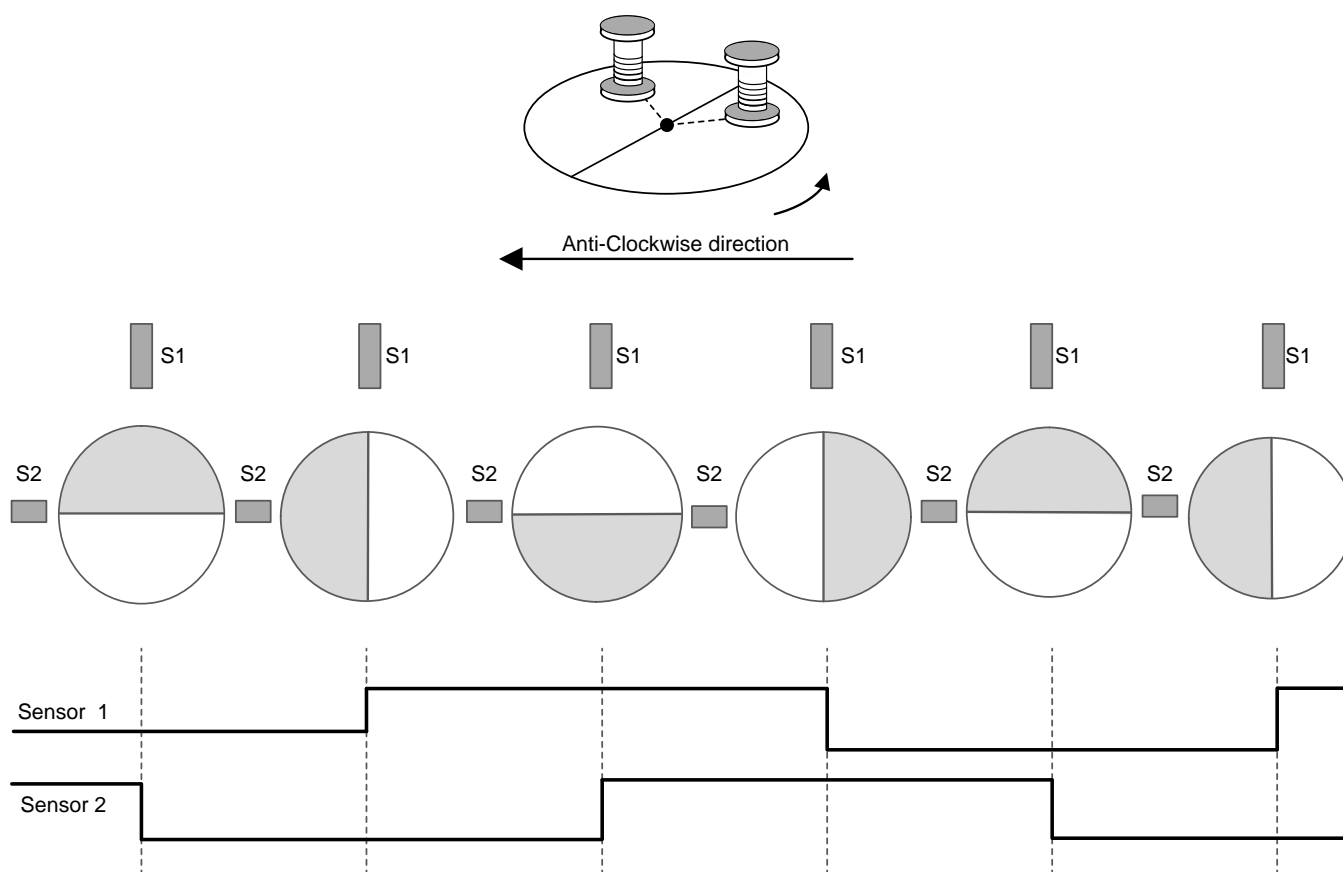 Anti-Clockwise direction
S1 S1 S1 S1 S1 S1
S2 S2 S2 S2 S2 S2
Sensor 1
Sensor 2